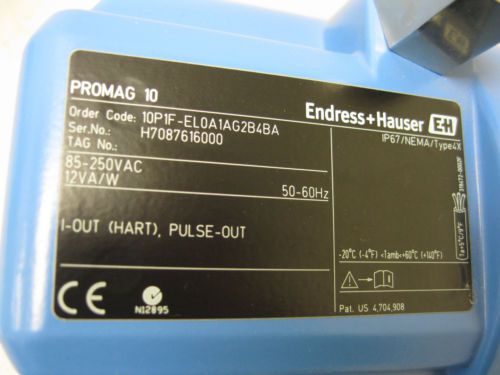 PROMAG 10
Endress+Hauser EH
Order Code: 10P1F-EL0A1AG2B4BA
Ser.No.: H7087616000
TAG No.:
IP67/NEMA/Type4X
85-250VAC
12VA/W 50-60Hz
I-OUT (HART), PULSE-OUT
-20°C (-4°F) <Tamb<+60°C (+140°F)
CE
N12895
Pat. US 4,704,908